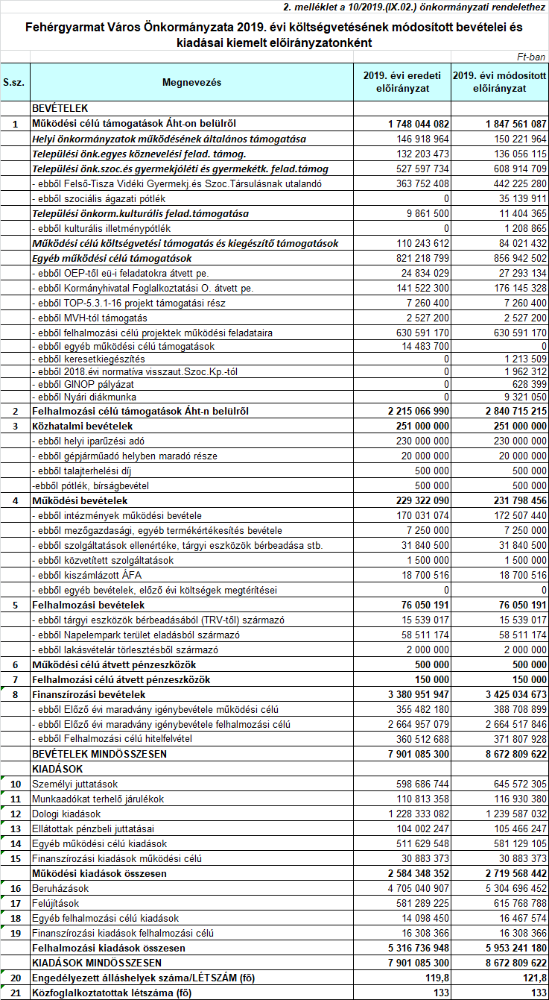 2. melléklet a 10/2019.(IX.02.) önkormányzati rendelethez
Fehérgyarmat Város Önkormányzata 2019. évi költségvetésének módosított bevételei és
kiadásai kiemelt előirányzatonként
Ft-ban
S.sz. Megnevezés 2019. évi eredeti előirányzat 2019. évi módosított előirányzat
BEVÉTELEK
1 Működési célú támogatások Áht-on belülről 1 748 044 082 1 847 561 087
Helyi önkormányzatok működésének általános támogatása 146 918 964 150 221 964
Települési önk.egyes köznevelési felad. támog. 132 203 473 136 056 115
Települési önk.szoc.és gyermekjóléti és gyermekétk. felad.támog 527 597 734 608 914 709
- ebből Felső-Tisza Vidéki Gyermekj.és Szoc.Társulásnak utalandó 363 752 408 442 225 280
- ebből szociális ágazati pótlék 0 35 139 911
Települési önkorm.kulturális felad.támogatása 9 861 500 11 404 365
- ebből kulturális illetménypótlék 0 1 208 865
Működési célú költségvetési támogatás és kiegészítő támogatások 110 243 612 84 021 432
Egyéb működési célú támogatások 821 218 799 856 942 502
- ebből OEP-től eü-i feladatokra átvett pe. 24 834 029 27 293 134
- ebből Kormányhivatal Foglalkoztatási O. átvett pe. 141 522 300 176 145 328
- ebből TOP-5.3.1-16 projekt támogatási rész 7 260 400 7 260 400
- ebből MVH-tól támogatás 2 527 200 2 527 200
- ebből felhalmozási célú projektek működési feladataira 630 591 170 630 591 170
- ebből egyéb működési célú támogatások 14 483 700 0
- ebből keresetkiegészítés 0 1 213 509
- ebből 2018.évi normatíva visszaut.Szoc.Kp.-tól 0 1 962 312
- ebből GINOP pályázat 0 628 399
- ebből Nyári diákmunka 0 9 321 050
2 Felhalmozási célú támogatások Áht-n belülről 2 215 066 990 2 840 715 215
3 Közhatalmi bevételek 251 000 000 251 000 000
- ebből helyi iparűzési adó 230 000 000 230 000 000
- ebből gépjárműadó helyben maradó része 20 000 000 20 000 000
- ebből talajterhelési díj 500 000 500 000
-ebből pótlék, bírságbevétel 500 000 500 000
4 Működési bevételek 229 322 090 231 798 456
- ebből intézmények működési bevétele 170 031 074 172 507 440
- ebből mezőgazdasági, egyéb termékértékesítés bevétele 7 250 000 7 250 000
- ebből szolgáltatások ellenértéke, tárgyi eszközök bérbeadása stb. 31 840 500 31 840 500
- ebből közvetített szolgáltatások 1 500 000 1 500 000
- ebből kiszámlázott ÁFA 18 700 516 18 700 516
- ebből egyéb bevételek, előző évi költségek megtérítései 0 0
5 Felhalmozási bevételek 76 050 191 76 050 191
- ebből tárgyi eszközök bérbeadásából (TRV-től) származó 15 539 017 15 539 017
- ebből Napelempark terület eladásból származó 58 511 174 58 511 174
- ebből lakásvételár törlesztésből származó 2 000 000 2 000 000
6 Működési célú átvett pénzeszközök 500 000 500 000
7 Felhalmozási célú átvett pénzeszközök 150 000 150 000
8 Finanszírozási bevételek 3 380 951 947 3 425 034 673
- ebből Előző évi maradvány igénybevétele működési célú 355 482 180 388 708 899
- ebből Előző évi maradvány igénybevétele felhalmozási célú 2 664 957 079 2 664 517 846
- ebből Felhalmozási célú hitelfelvétel 360 512 688 371 807 928
BEVÉTELEK MINDÖSSZESEN 7 901 085 300 8 672 809 622
KIADÁSOK
10 Személyi juttatások 598 686 744 645 572 305
11 Munkaadókat terhelő járulékok 110 813 358 116 930 380
12 Dologi kiadások 1 228 333 082 1 239 587 032
13 Ellátottak pénzbeli juttatásai 104 002 247 105 466 247
14 Egyéb működési célú kiadások 511 629 548 581 129 105
15 Finanszírozási kiadások működési célú 30 883 373 30 883 373
Működési kiadások összesen 2 584 348 352 2 719 568 442
16 Beruházások 4 705 040 907 5 304 696 452
17 Felújítások 581 289 225 615 768 788
18 Egyéb felhalmozási célú kiadások 14 098 450 16 467 574
19 Finanszírozási kiadások felhalmozási célú 16 308 366 16 308 366
Felhalmozási kiadások összesen 5 316 736 948 5 953 241 180
KIADÁSOK MINDÖSSZESEN 7 901 085 300 8 672 809 622
20 Engedélyezett álláshelyek száma/LÉTSZÁM (fő) 119,8 121,8
21 Közfoglalkoztatottak létszáma (fő) 133 133